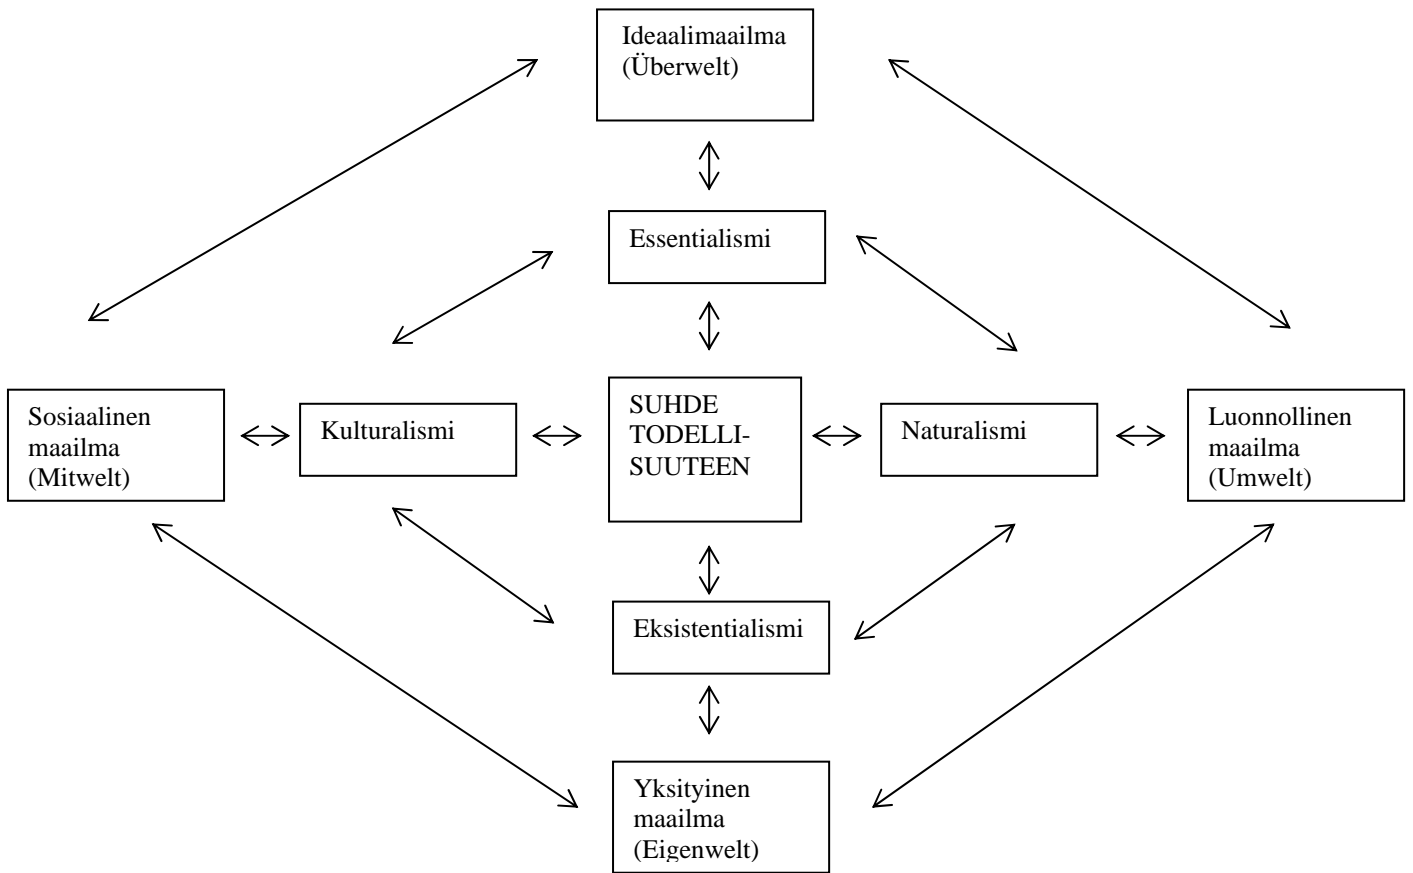 Ideaalimaailma
(Überwelt)
Essentialismi
Sosiaalinen
maailma
(Mitwelt)
Kulturalismi
SUHDE
TODELLI-
SUUTEEN
Naturalismi
Luonnollinen
maailma
(Umwelt)
Eksistentialismi
Yksityinen
maailma
(Eigenwelt)